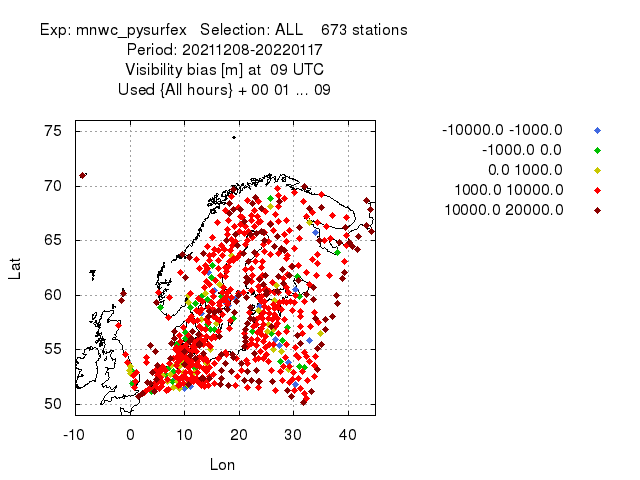 Exp: mnwc_pysurfex   Selection: ALL    673 stations
Period: 20211208-20220117
Visibility bias [m] at  09 UTC
Used {All hours} + 00 01 ... 09
-10000.0 -1000.0
-1000.0 0.0
0.0 1000.0
1000.0 10000.0
10000.0 20000.0
75
70
65
60
55
50
Lat
-10 0 10 20 30 40
Lon